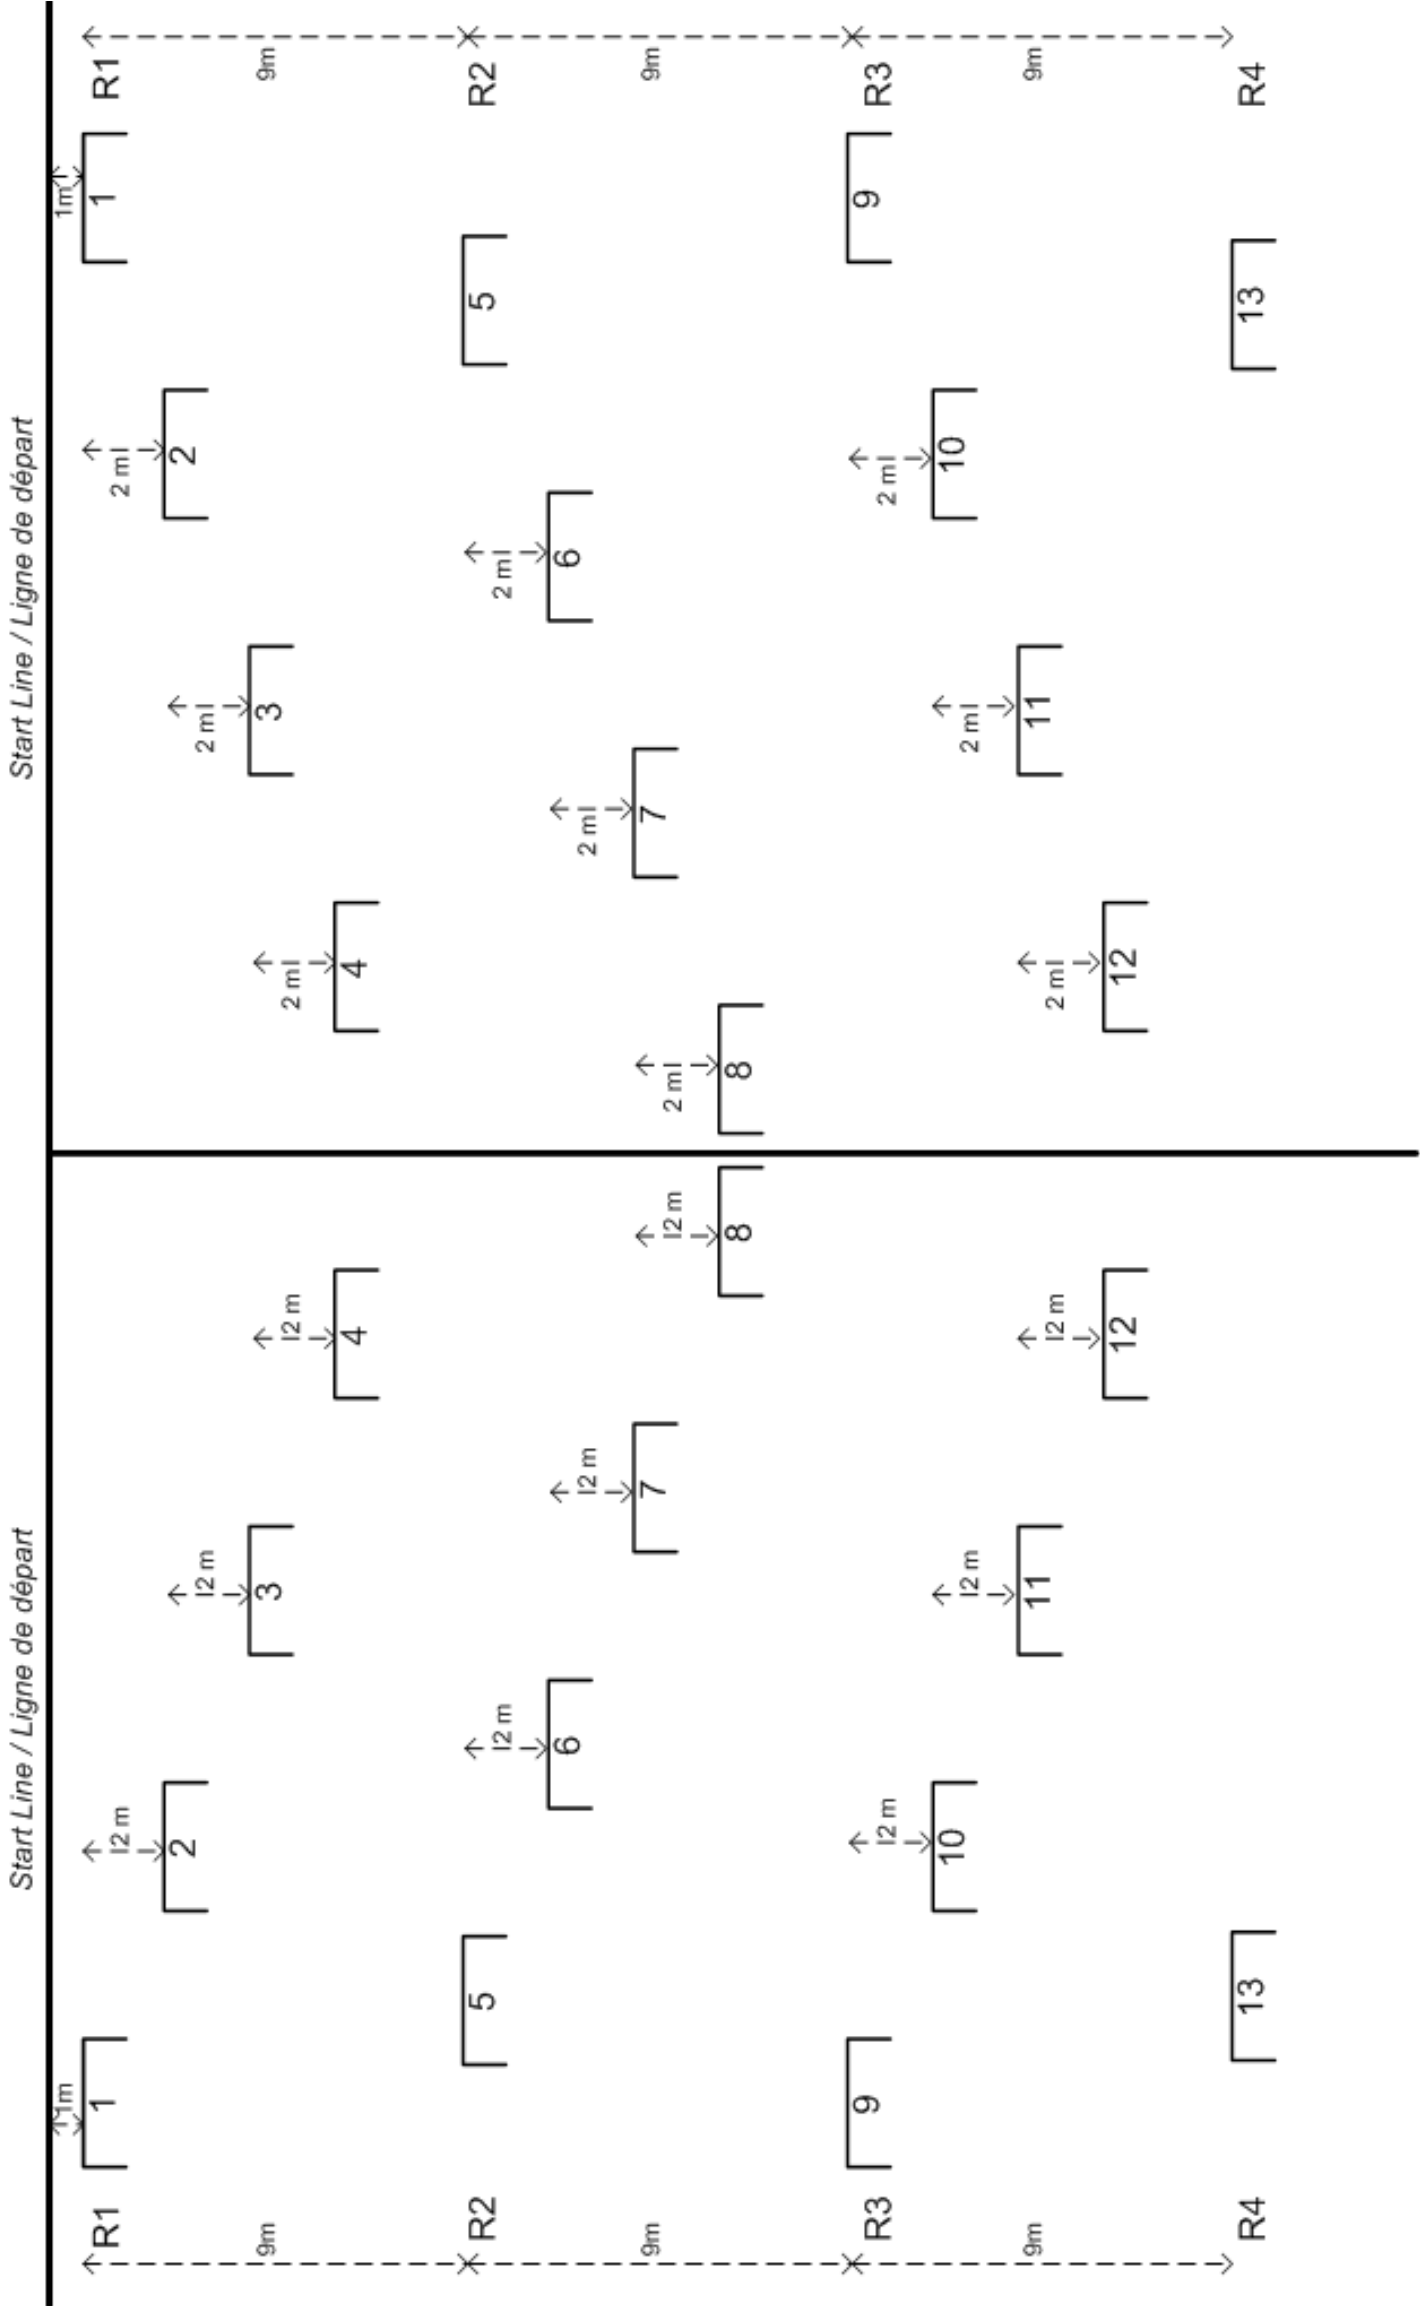 Start Line / Ligne de départ
Start Line / Ligne de départ
1m 1m
R1 1 1 R1
2 m 2 m
2 2
2 m 2 m
9m 3 3 9m
2 m 2 m
4 4
R2 5 5 R2
2 m 2 m
6 6
2 m 2 m
9m 7 7 9m
2 m 2 m
8 8
R3 9 9 R3
2 m 2 m
10 10
2 m 2 m
9m 11 11 9m
2 m 2 m
12 12
R4 13 13 R4